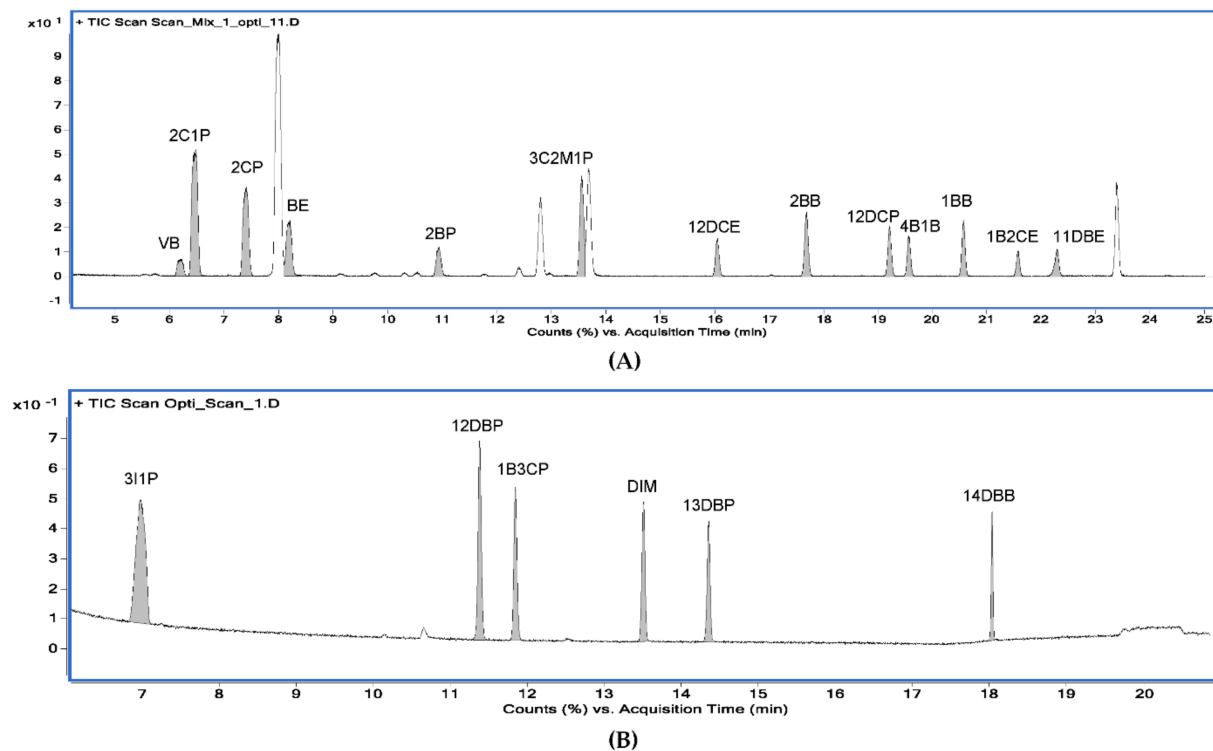 x10 1
+ TIC Scan Scan_Mix_1_opti_11.D
9
8
7
6
5
4
3
2
1
0
-1
VB
2C1P
2CP
BE
2BP
3C2M1P
12DCE
2BB
12DCP
4B1B
1BB
1B2CE
11DBE
5 6 7 8 9 10 11 12 13 14 15 16 17 18 19 20 21 22 23 24 25
Counts (%) vs. Acquisition Time (min)
(A)
x10 -1
+ TIC Scan Opti_Scan_1.D
7
6
5
4
3
2
1
0
3I1P
12DBP
1B3CP
DIM
13DBP
14DBB
7 8 9 10 11 12 13 14 15 16 17 18 19 20
Counts (%) vs. Acquisition Time (min)
(B)